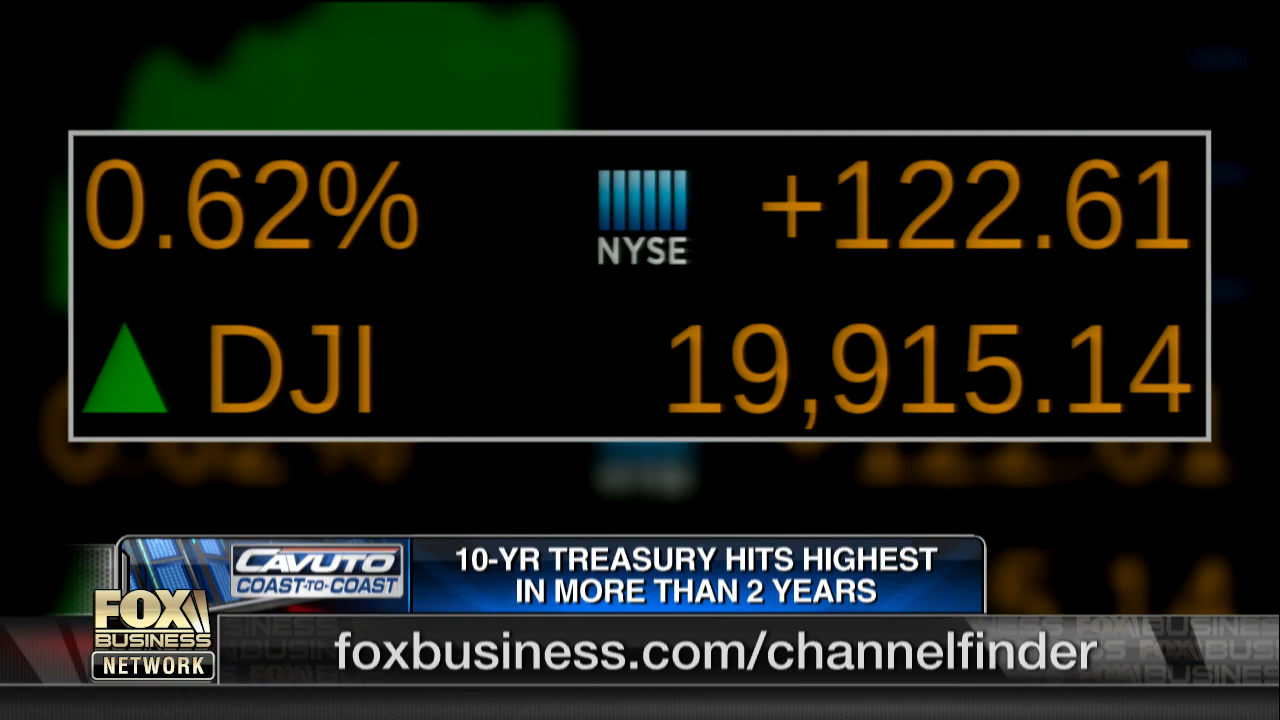 0.62%
NYSE
+122.61
DJI
19,915.14
CAVUTO
COAST-TO-COAST
10-YR TREASURY HITS HIGHEST
IN MORE THAN 2 YEARS
FOX
BUSINESS
NETWORK
foxbusiness.com/channelfinder